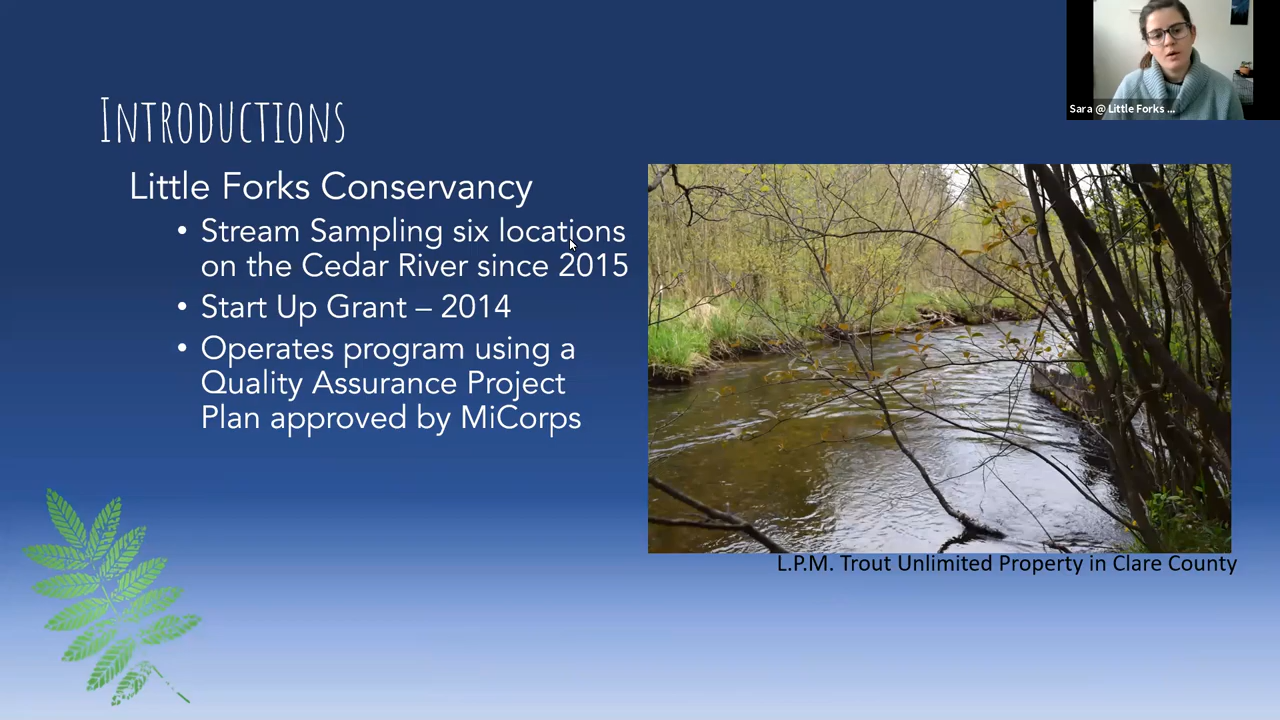 Introductions
Little Forks Conservancy
• Stream Sampling six locations
on the Cedar River since 2015
• Start Up Grant – 2014
• Operates program using a
Quality Assurance Project
Plan approved by MiCorps
Sara @ Little Forks ...
L.P.M. Trout Unlimited Property in Clare County